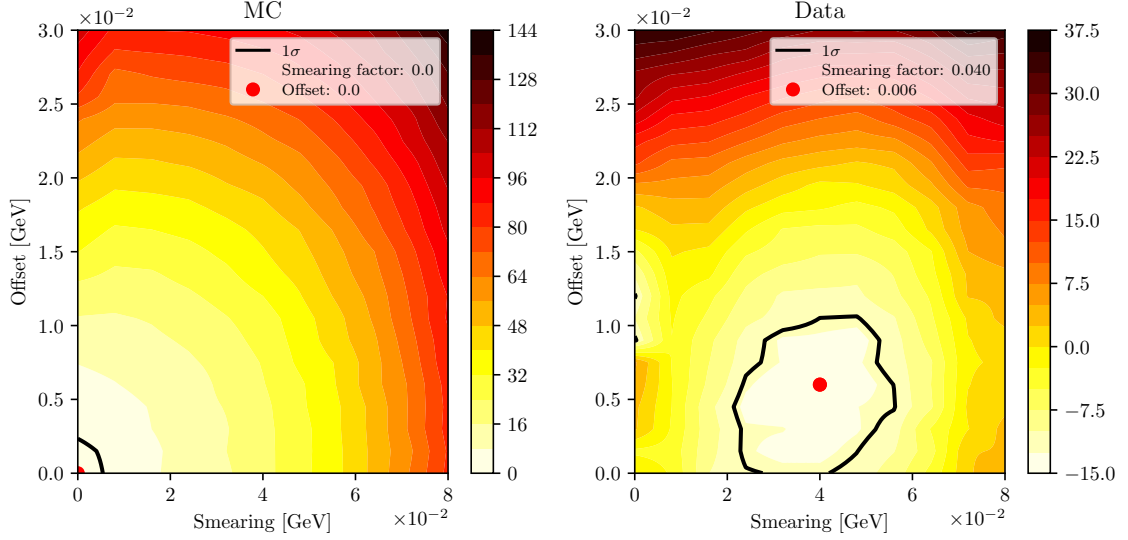 MC
×10⁻²
1σ
Smearing factor: 0.0
Offset: 0.0
Offset [GeV]
3.0
2.5
2.0
1.5
1.0
0.5
0.0
0 2 4 6 8
Smearing [GeV]
×10⁻²
144
128
112
96
80
64
48
32
16
0
Data
×10⁻²
1σ
Smearing factor: 0.040
Offset: 0.006
Offset [GeV]
3.0
2.5
2.0
1.5
1.0
0.5
0.0
0 2 4 6 8
Smearing [GeV]
×10⁻²
37.5
30.0
22.5
15.0
7.5
0.0
−7.5
−15.0